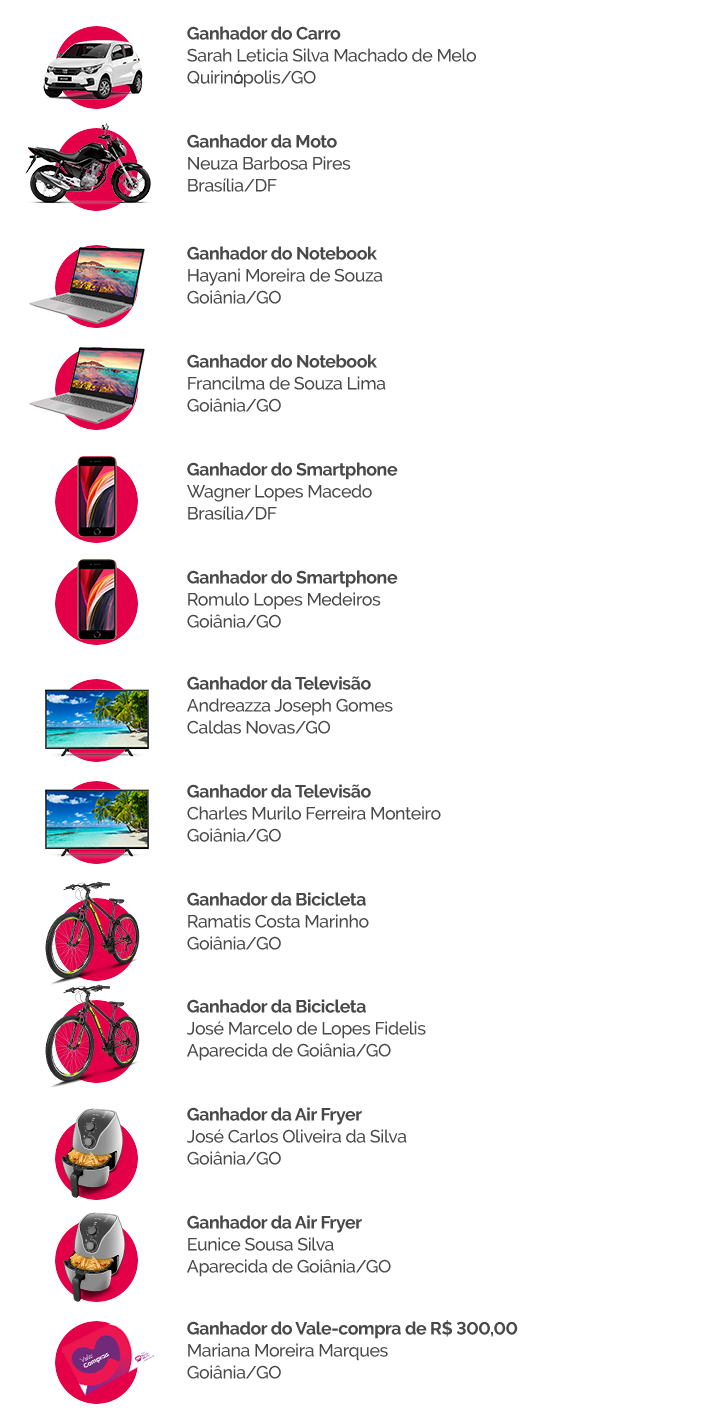 Ganhador do Carro
Sarah Leticia Silva Machado de Melo
Quirinópolis/GO
Ganhador da Moto
Neuza Barbosa Pires
Brasília/DF
Ganhador do Notebook
Hayani Moreira de Souza
Goiânia/GO
Ganhador do Notebook
Francilma de Souza Lima
Goiânia/GO
Ganhador do Smartphone
Wagner Lopes Macedo
Brasília/DF
Ganhador do Smartphone
Romulo Lopes Medeiros
Goiânia/GO
Ganhador da Televisão
Andreazza Joseph Gomes
Caldas Novas/GO
Ganhador da Televisão
Charles Murilo Ferreira Monteiro
Goiânia/GO
Ganhador da Bicicleta
Ramatis Costa Marinho
Goiânia/GO
Ganhador da Bicicleta
José Marcelo de Lopes Fidelis
Aparecida de Goiânia/GO
Ganhador da Air Fryer
José Carlos Oliveira da Silva
Goiânia/GO
Ganhador da Air Fryer
Eunice Sousa Silva
Aparecida de Goiânia/GO
Ganhador do Vale-compra de R$ 300,00
Mariana Moreira Marques
Goiânia/GO
Vale
Compras